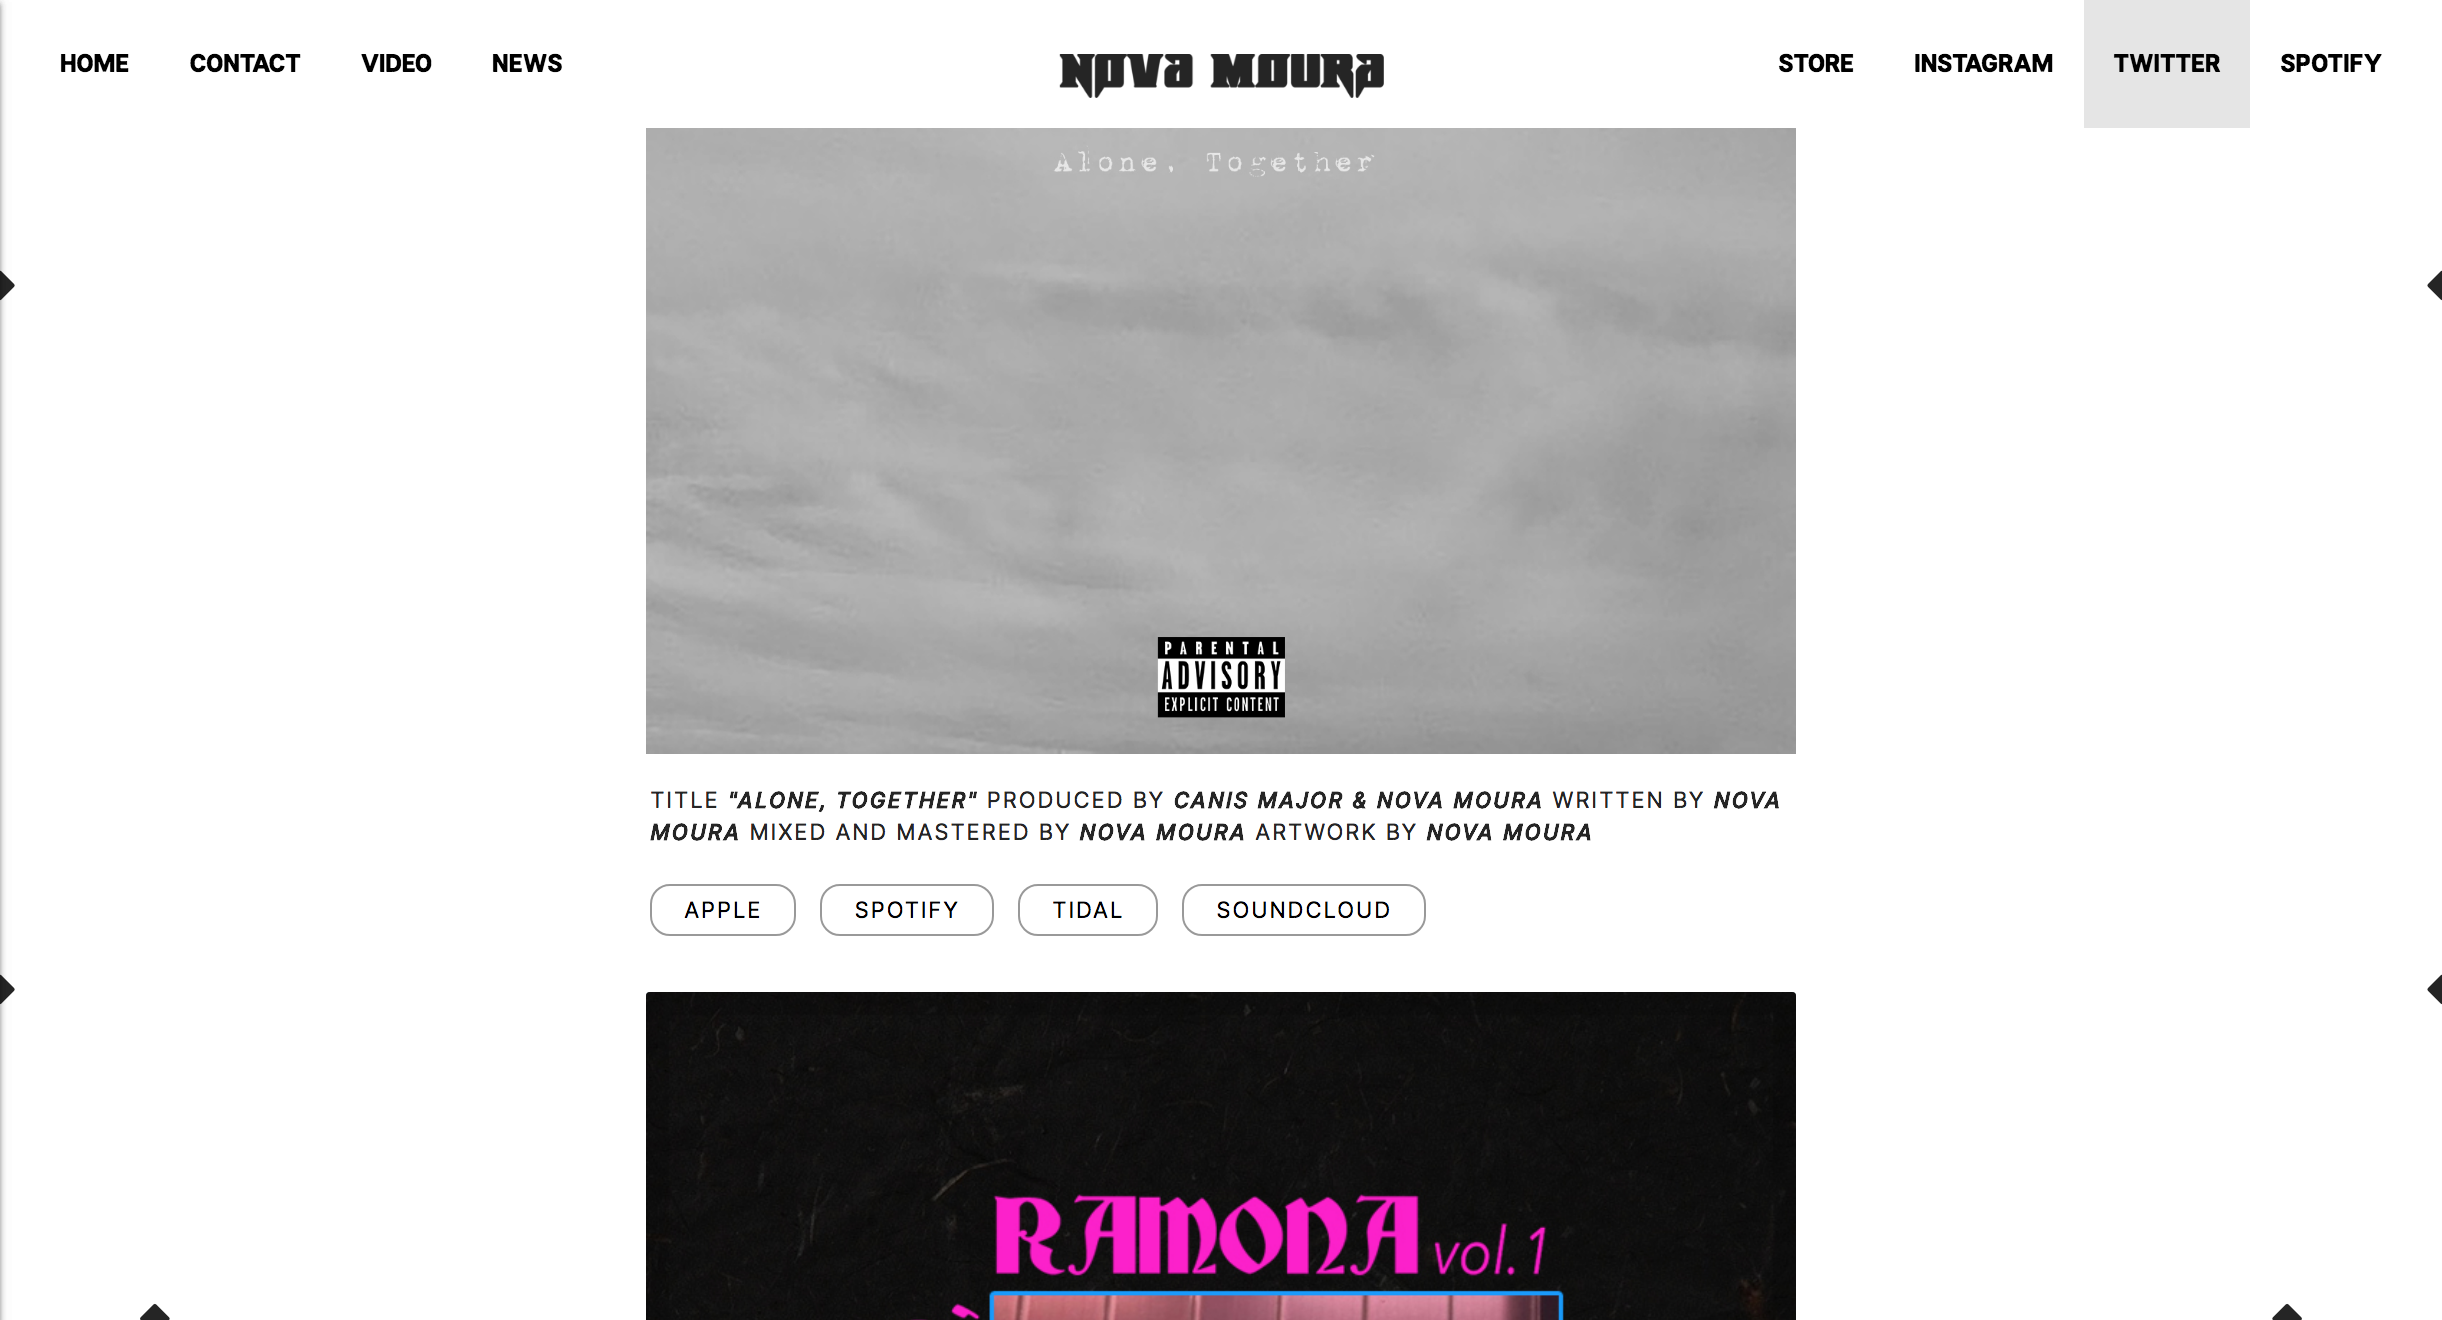 HOME CONTACT VIDEO NEWS NOVA MOURA STORE INSTAGRAM TWITTER SPOTIFY
Alone, Together
PARENTAL
ADVISORY
EXPLICIT CONTENT
TITLE "ALONE, TOGETHER" PRODUCED BY CANIS MAJOR & NOVA MOURA WRITTEN BY NOVA
MOURA MIXED AND MASTERED BY NOVA MOURA ARTWORK BY NOVA MOURA
APPLE SPOTIFY TIDAL SOUNDCLOUD
RAMONA vol.1